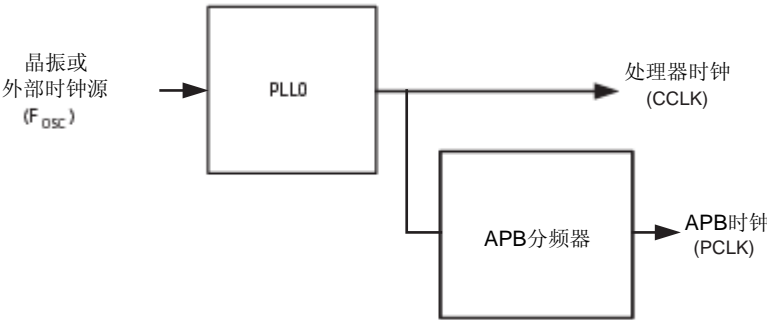 晶振或
外部时钟源
(F OSC)
PLL0
处理器时钟
(CCLK)
APB分频器
APB时钟
(PCLK)